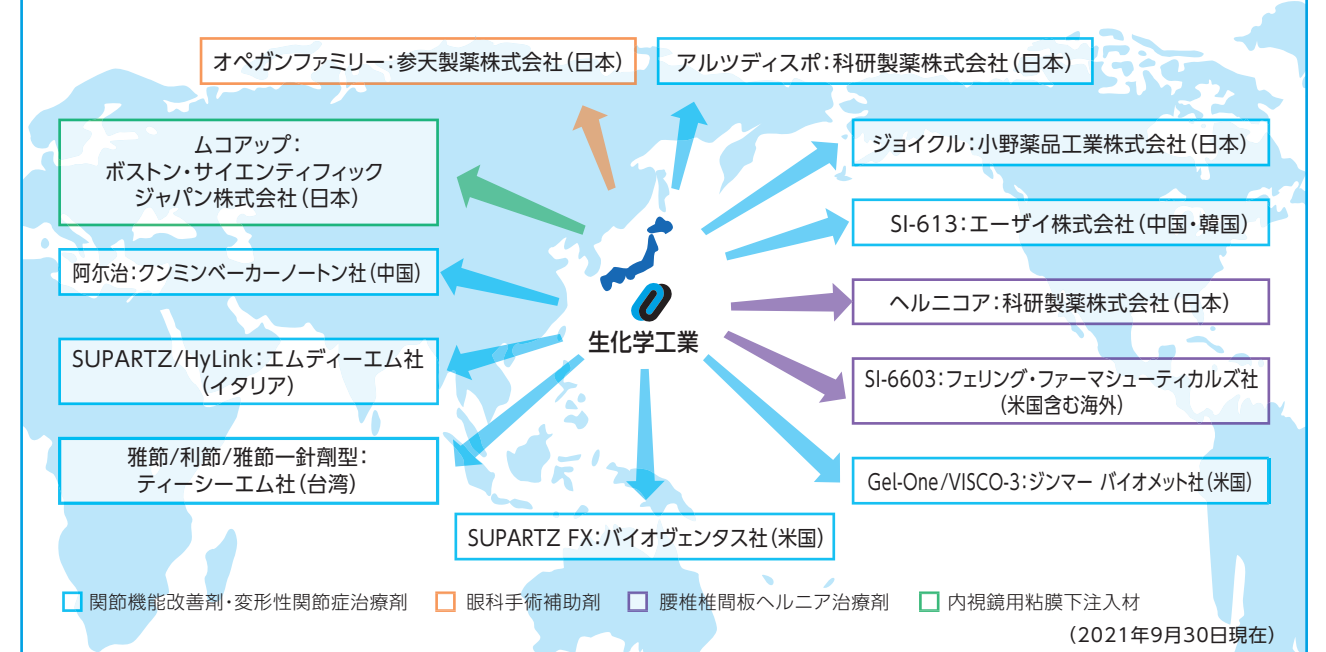 オペガンファミリー：参天製薬株式会社（日本）
アルツディスポ：科研製薬株式会社（日本）
ムコアップ：
ボストン・サイエンティフィック
ジャパン株式会社（日本）
ジョイクル：小野薬品工業株式会社（日本）
SI-613：エーザイ株式会社（中国・韓国）
阿尔治：クンミンベーカーノートン社（中国）
ヘルニコア：科研製薬株式会社（日本）
生化学工業
SUPARTZ/HyLink：エムディーエム社
（イタリア）
SI-6603：フェリング・ファーマシューティカルズ社
（米国含む海外）
雅節/利節/雅節一針劑型：
ティーシーエム社（台湾）
Gel-One/VISCO-3：ジンマー バイオメット社（米国）
SUPARTZ FX：バイオヴェンタス社（米国）
関節機能改善剤・変形性関節症治療剤
眼科手術補助剤
腰椎椎間板ヘルニア治療剤
内視鏡用粘膜下注入材
（2021年9月30日現在）